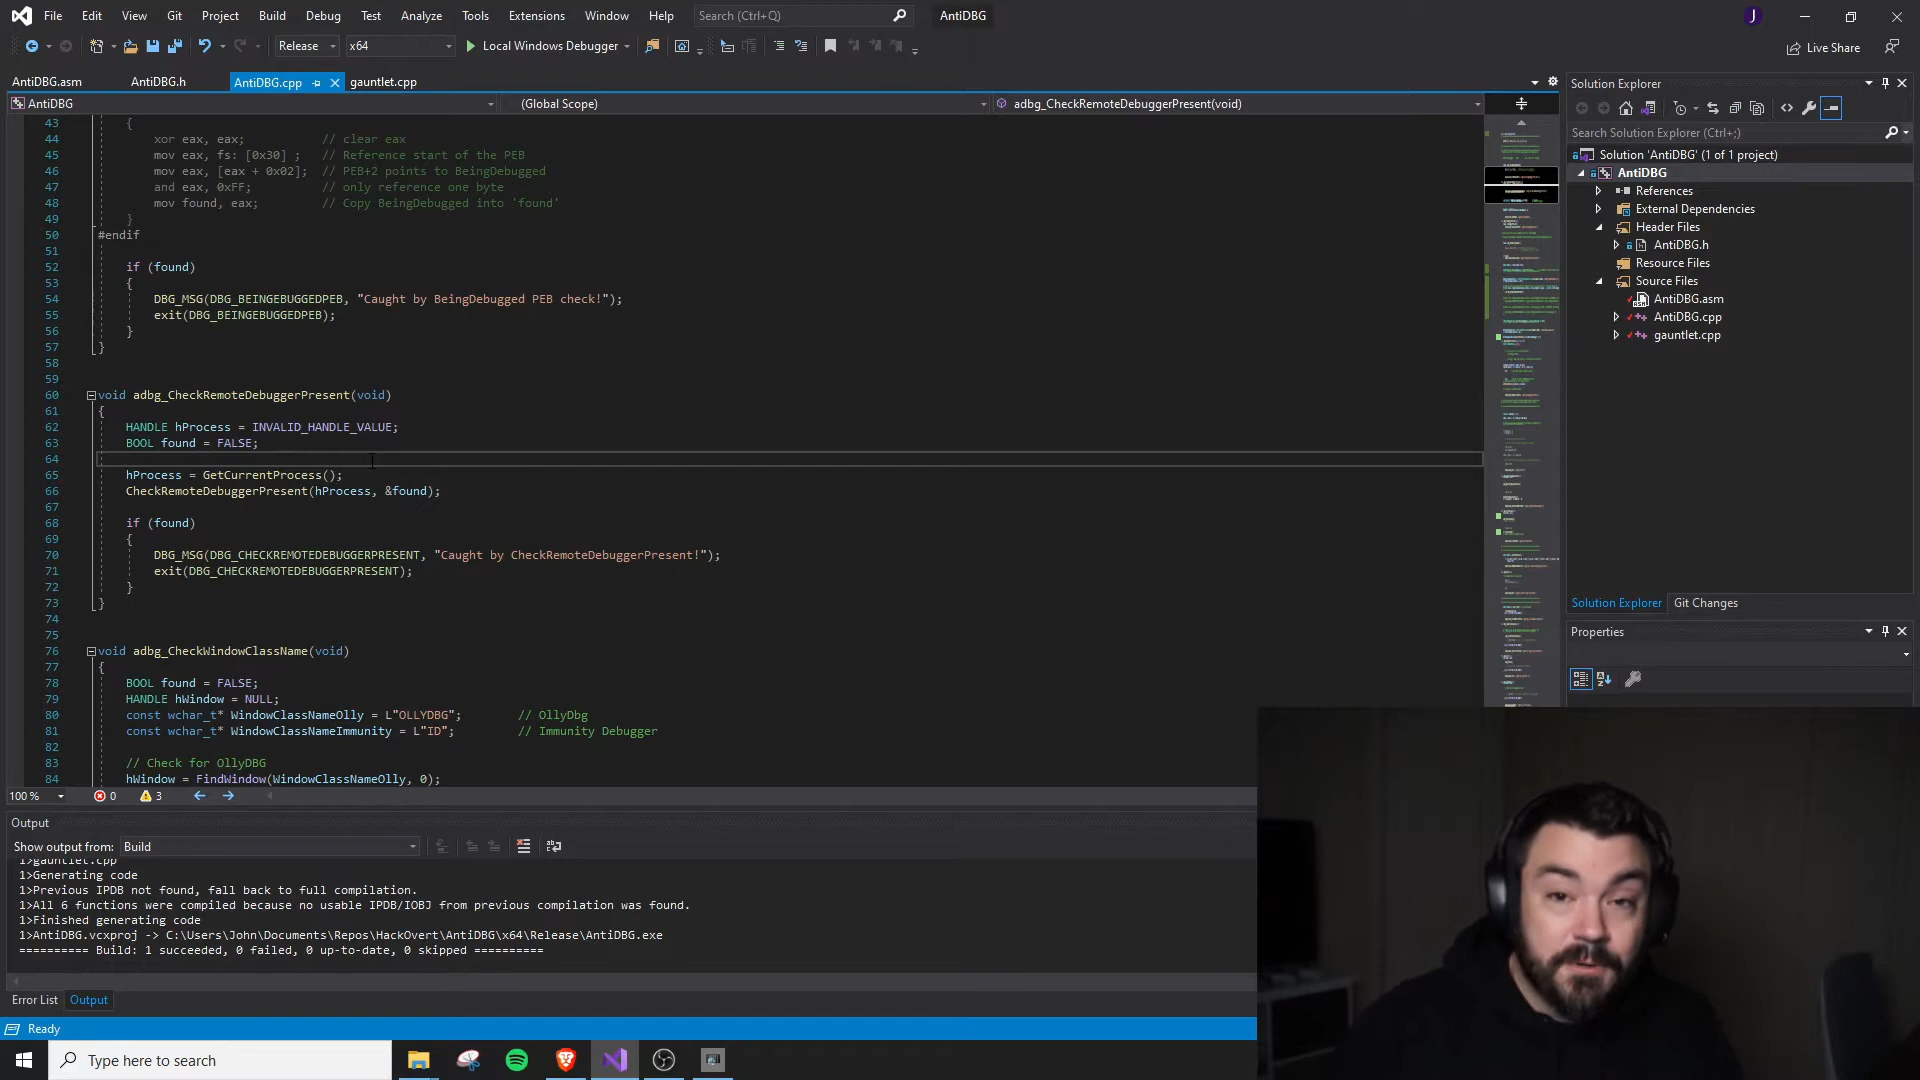 File Edit View Git Project Build Debug Test Analyze Tools Extensions Window Help Search (Ctrl+Q) AntiDBG J
Release x64 Local Windows Debugger Live Share
AntiDBG.asm AntiDBG.h AntiDBG.cpp gauntlet.cpp
AntiDBG (Global Scope) adbg_CheckRemoteDebuggerPresent(void)
43 {
44 xor eax, eax; // clear eax
45 mov eax, fs: [0x30] ; // Reference start of the PEB
46 mov eax, [eax + 0x02]; // PEB+2 points to BeingDebugged
47 and eax, 0xFF; // only reference one byte
48 mov found, eax; // Copy BeingDebugged into 'found'
49 }
50 #endif
51
52 if (found)
53 {
54 DBG_MSG(DBG_BEINGEBUGGEDPEB, "Caught by BeingDebugged PEB check!");
55 exit(DBG_BEINGEBUGGEDPEB);
56 }
57 }
58
59
60 void adbg_CheckRemoteDebuggerPresent(void)
61 {
62 HANDLE hProcess = INVALID_HANDLE_VALUE;
63 BOOL found = FALSE;
64
65 hProcess = GetCurrentProcess();
66 CheckRemoteDebuggerPresent(hProcess, &found);
67
68 if (found)
69 {
70 DBG_MSG(DBG_CHECKREMOTEDEBUGGERPRESENT, "Caught by CheckRemoteDebuggerPresent!");
71 exit(DBG_CHECKREMOTEDEBUGGERPRESENT);
72 }
73 }
74
75
76 void adbg_CheckWindowClassName(void)
77 {
78 BOOL found = FALSE;
79 HANDLE hWindow = NULL;
80 const wchar_t* WindowClassNameOlly = L"OLLYDBG"; // OllyDbg
81 const wchar_t* WindowClassNameImmunity = L"ID"; // Immunity Debugger
82
83 // Check for OllyDBG
84 hWindow = FindWindow(WindowClassNameOlly, 0);
100 % 0 3
Output
Show output from: Build
1>gauntlet.cpp
1>Generating code
1>Previous IPDB not found, fall back to full compilation.
1>All 6 functions were compiled because no usable IPDB/IOBJ from previous compilation was found.
1>Finished generating code
1>AntiDBG.vcxproj -> C:\Users\John\Documents\Repos\HackOvert\AntiDBG\x64\Release\AntiDBG.exe
========== Build: 1 succeeded, 0 failed, 0 up-to-date, 0 skipped ==========
Error List Output
Ready
Type here to search
Solution Explorer
Search Solution Explorer (Ctrl+;)
Solution 'AntiDBG' (1 of 1 project)
AntiDBG
References
External Dependencies
Header Files
AntiDBG.h
Resource Files
Source Files
AntiDBG.asm
AntiDBG.cpp
gauntlet.cpp
Solution Explorer Git Changes
Properties